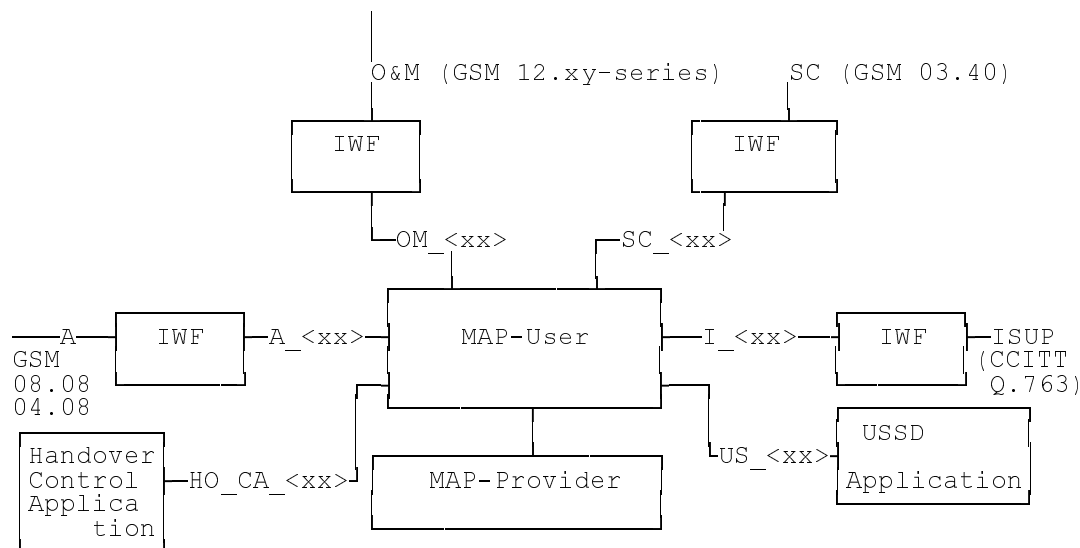 O&M (GSM 12.xy-series)
SC (GSM 03.40)
IWF
IWF
OM_<xx>
SC_<xx>
A
IWF
A_<xx>
MAP-User
I_<xx>
IWF
ISUP
(CCITT
Q.763)
GSM
08.08
04.08
Handover
Control
Applica
tion
HO_CA_<xx>
MAP-Provider
US_<xx>
USSD
Application